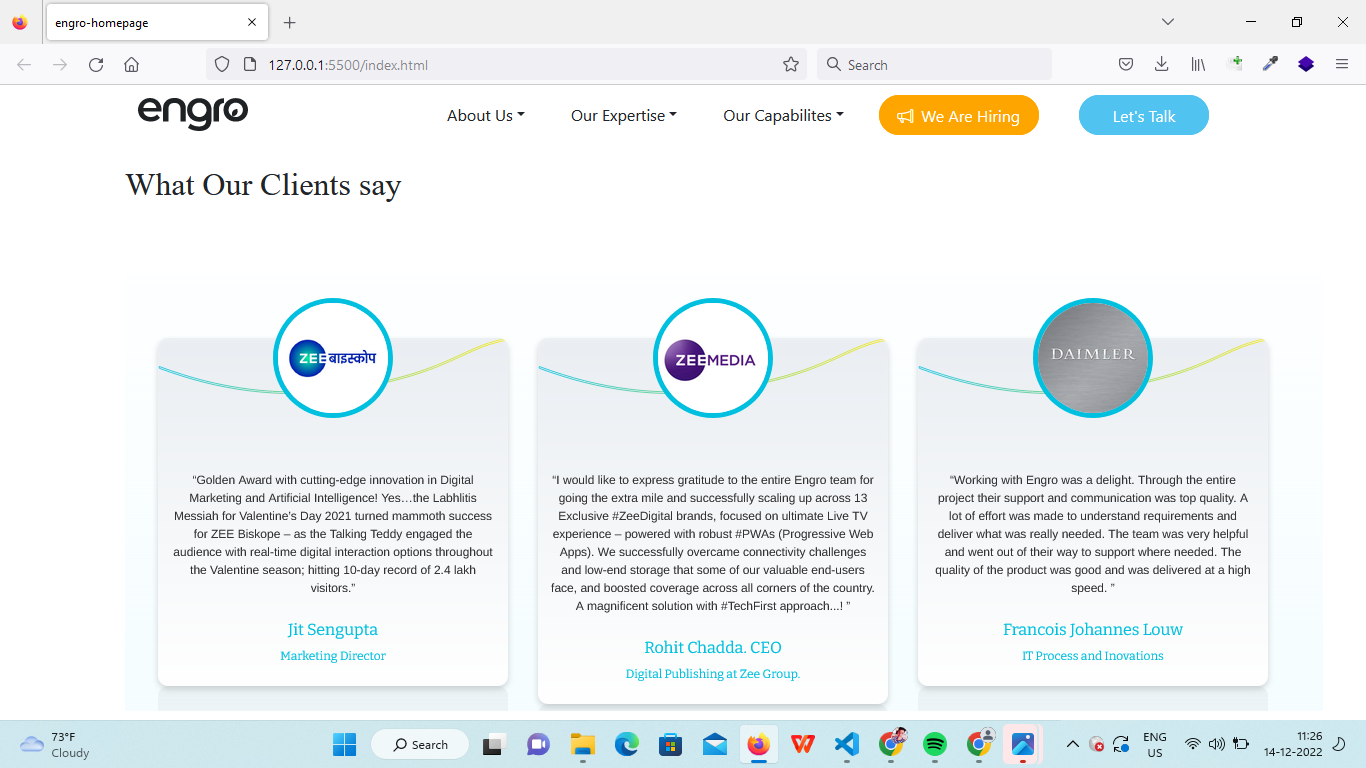 engro-homepage
127.0.0.1:5500/index.html
Search
engro
About Us
Our Expertise
Our Capabilites
We Are Hiring
Let's Talk
What Our Clients say
ZEE बाइस्कोप
“Golden Award with cutting-edge innovation in Digital
Marketing and Artificial Intelligence! Yes…the Labhlitis
Messiah for Valentine’s Day 2021 turned mammoth success
for ZEE Biskope – as the Talking Teddy engaged the
audience with real-time digital interaction options throughout
the Valentine season; hitting 10-day record of 2.4 lakh
visitors.”
Jit Sengupta
Marketing Director
ZEEMEDIA
“I would like to express gratitude to the entire Engro team for
going the extra mile and successfully scaling up across 13
Exclusive #ZeeDigital brands, focused on ultimate Live TV
experience – powered with robust #PWAs (Progressive Web
Apps). We successfully overcame connectivity challenges
and low-end storage that some of our valuable end-users
face, and boosted coverage across all corners of the country.
A magnificent solution with #TechFirst approach...! ”
Rohit Chadda. CEO
Digital Publishing at Zee Group.
DAIMLER
“Working with Engro was a delight. Through the entire
project their support and communication was top quality. A
lot of effort was made to understand requirements and
deliver what was really needed. The team was very helpful
and went out of their way to support where needed. The
quality of the product was good and was delivered at a high
speed. ”
Francois Johannes Louw
IT Process and Inovations
73°F
Cloudy
Search
ENG
US
11:26
14-12-2022